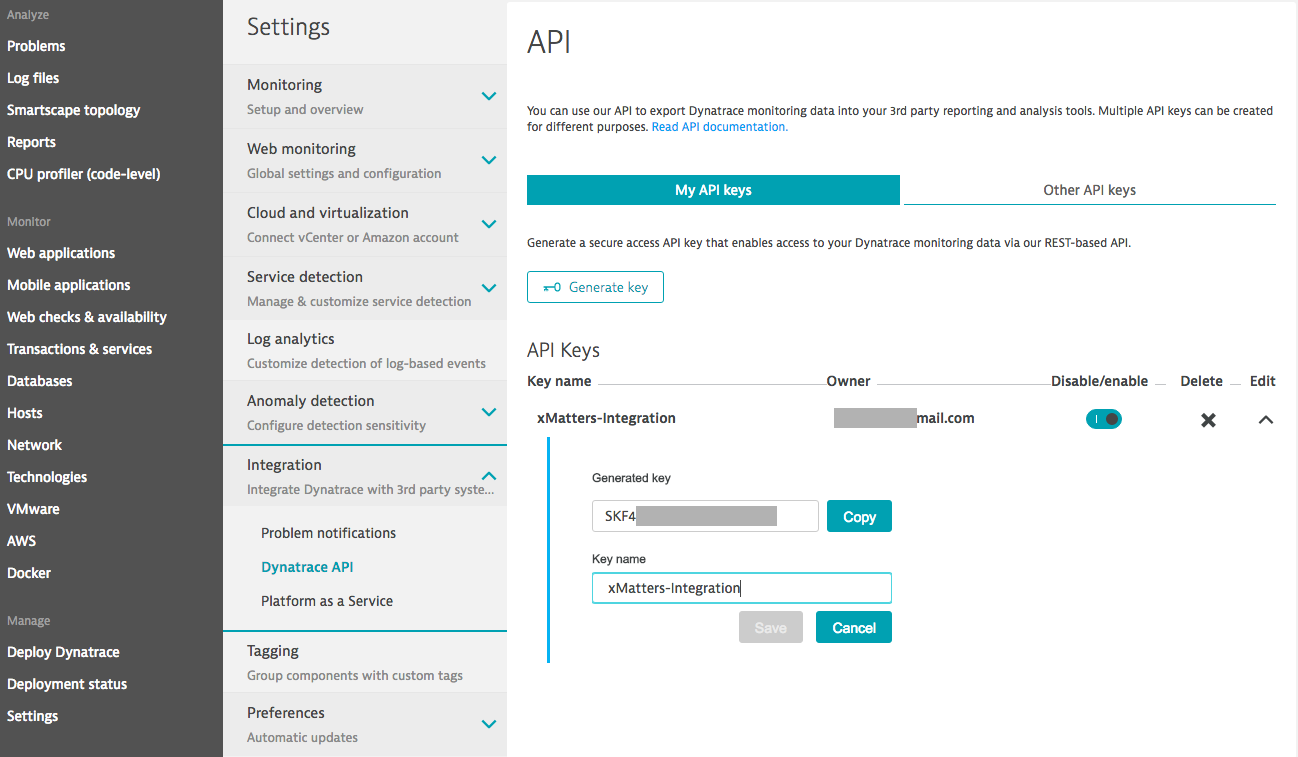 Analyze
Problems
Log files
Smartscape topology
Reports
CPU profiler (code-level)
Monitor
Web applications
Mobile applications
Web checks & availability
Transactions & services
Databases
Hosts
Network
Technologies
VMware
AWS
Docker
Manage
Deploy Dynatrace
Deployment status
Settings
Settings
Monitoring
Setup and overview
Web monitoring
Global settings and configuration
Cloud and virtualization
Connect vCenter or Amazon account
Service detection
Manage & customize service detection
Log analytics
Customize detection of log-based events
Anomaly detection
Configure detection sensitivity
Integration
Integrate Dynatrace with 3rd party syste...
Problem notifications
Dynatrace API
Platform as a Service
Tagging
Group components with custom tags
Preferences
Automatic updates
API
You can use our API to export Dynatrace monitoring data into your 3rd party reporting and analysis tools. Multiple API keys can be created
for different purposes. Read API documentation.
My API keys Other API keys
Generate a secure access API key that enables access to your Dynatrace monitoring data via our REST-based API.
Generate key
API Keys
Key name Owner Disable/enable Delete Edit
xMatters-Integration mail.com
Generated key
SKF4 Copy
Key name
xMatters-Integration
Save Cancel